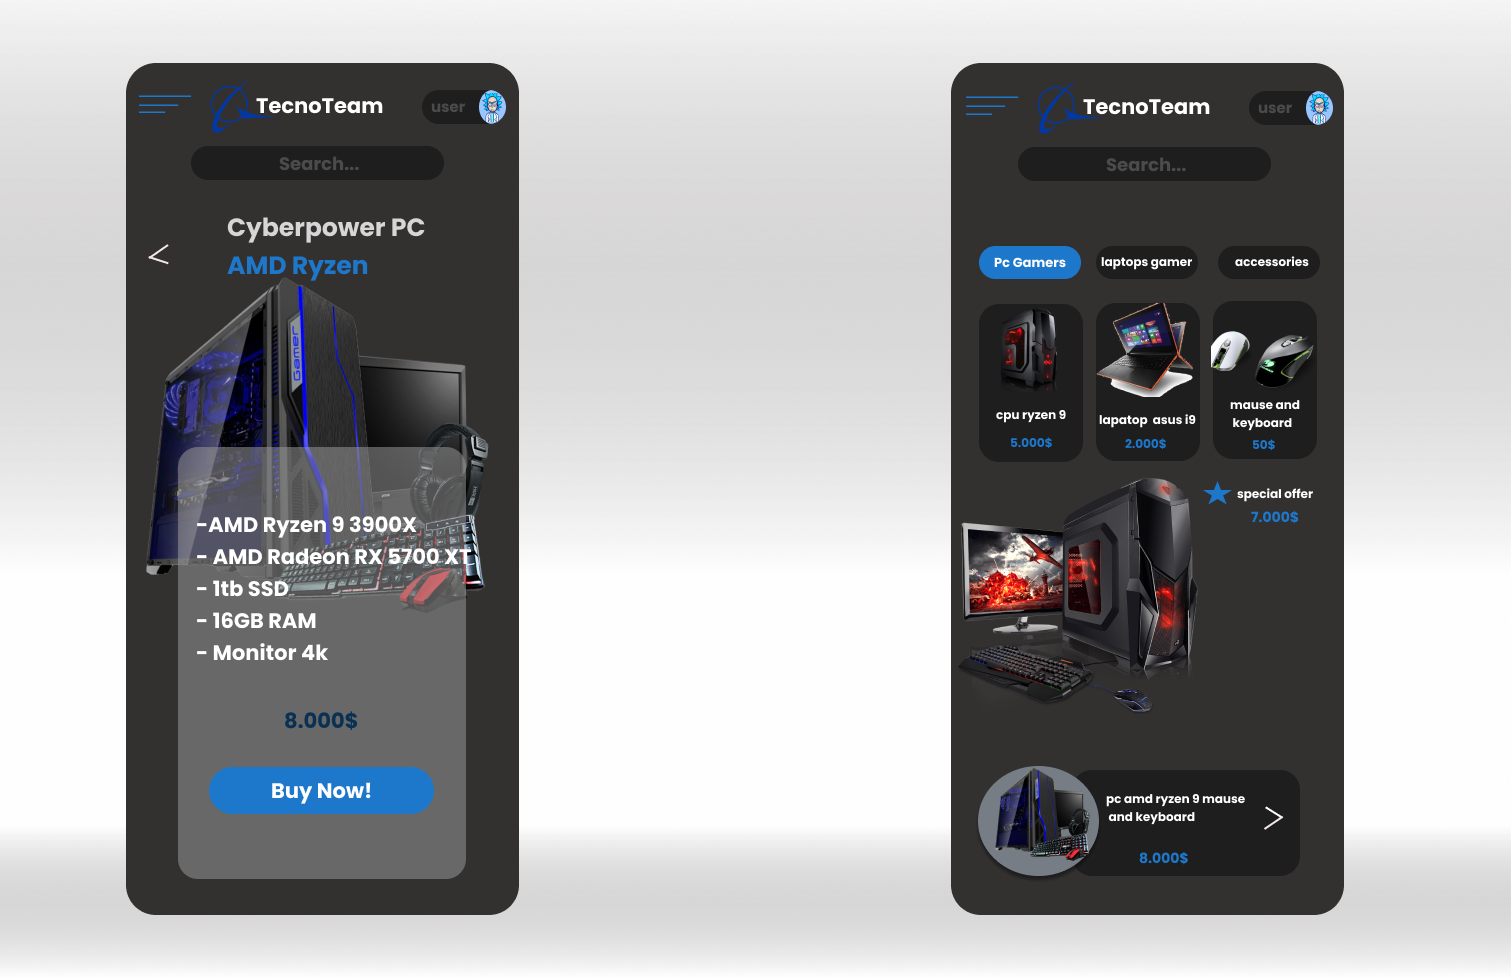 TecnoTeam
user
Search...
Cyberpower PC
AMD Ryzen
Gamer
-AMD Ryzen 9 3900X
- AMD Radeon RX 5700 XT
- 1tb SSD
- 16GB RAM
- Monitor 4k
8.000$
Buy Now!
TecnoTeam
user
Search...
Pc Gamers
laptops gamer
accessories
cpu ryzen 9
5.000$
lapatop asus i9
2.000$
mause and
keyboard
50$
special offer
7.000$
pc amd ryzen 9 mause
and keyboard
8.000$